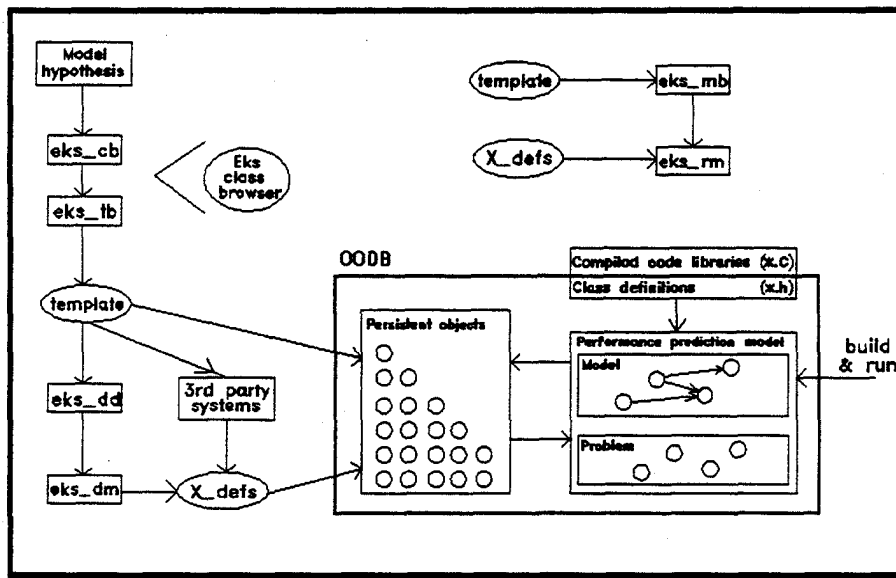 Model
hypothesis
eks_cb
eks_tb
Eks
class
browser
template
eks_mb
X_defs
eks_rm
template
eks_dd
3rd party
systems
eks_dm
X_defs
OODB
Compiled code libraries (*.C)
Class definitions (*.h)
Persistent objects
Performance prediction model
Model
Problem
build
& run